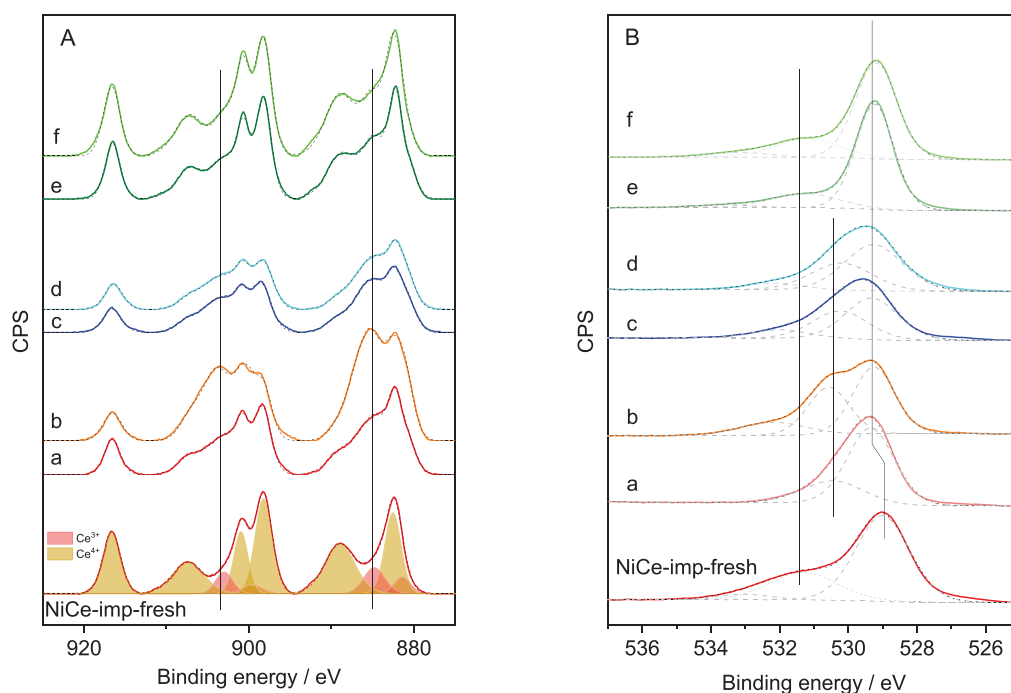 A
f
e
d
c
b
a
Ce³⁺
Ce⁴⁺
NiCe-imp-fresh
CPS
920
900
880
Binding energy / eV
B
f
e
d
c
b
a
NiCe-imp-fresh
CPS
536
534
532
530
528
526
Binding energy / eV